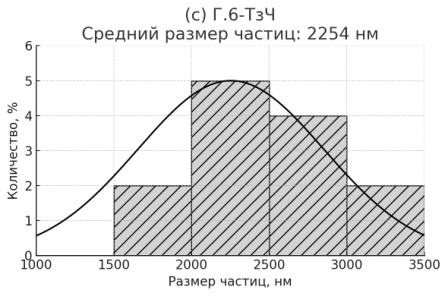 (c) Г.6-ТзЧ
Средний размер частиц: 2254 нм
Количество, %
6
5
4
3
2
1
0
1000 1500 2000 2500 3000 3500
Размер частиц, нм